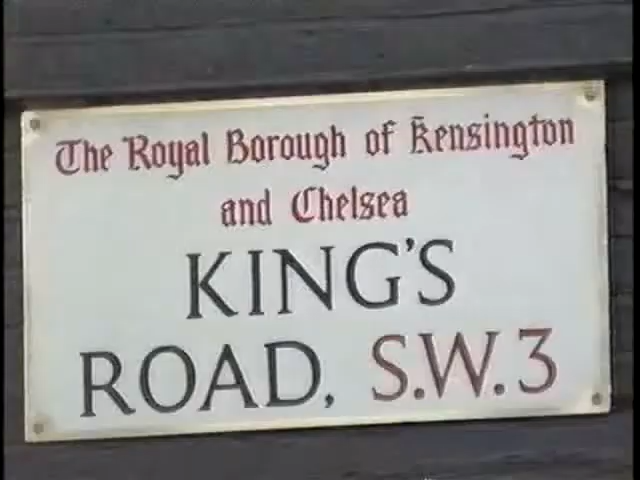 The Royal Borough of Kensington
and Chelsea
KING'S
ROAD, S.W.3